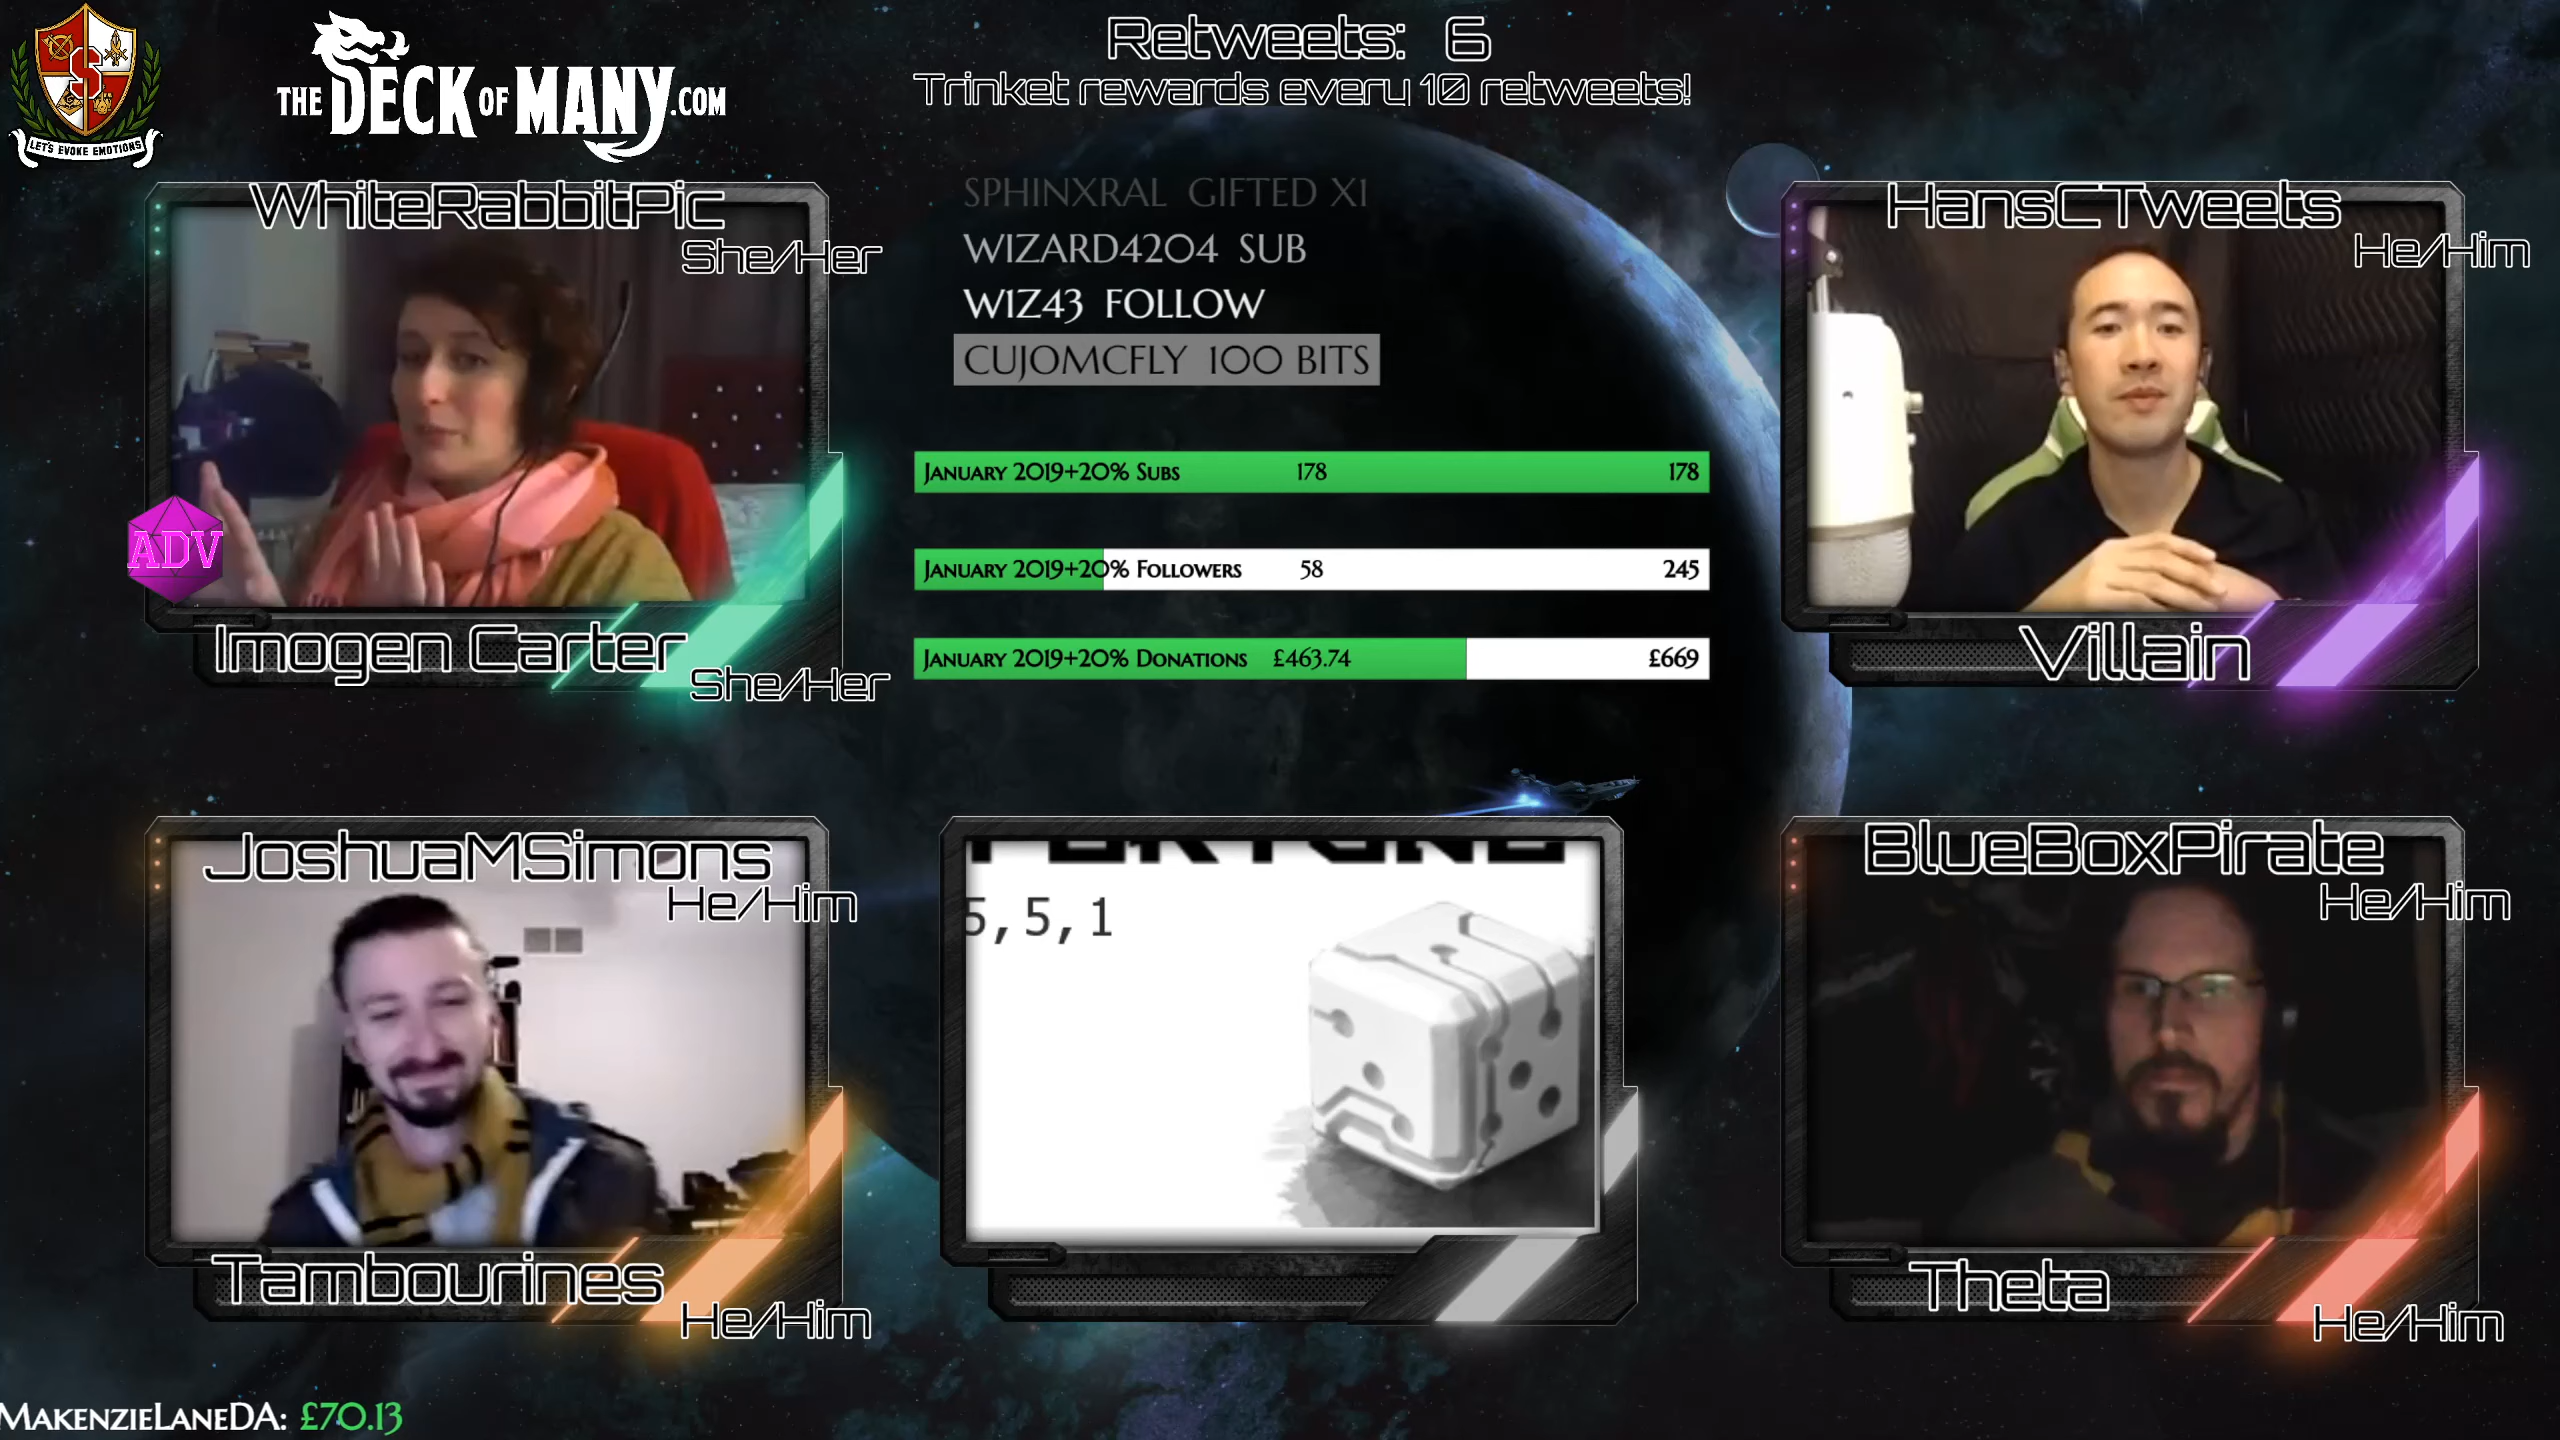 S
LET'S EVOKE EMOTIONS
THE DECK OF MANY.COM
Retweets: 6
Trinket rewards every 10 retweets!
WhiteRabbitPic
She/Her
ADV
Imogen Carter
She/Her
SPHINXRAL GIFTED X1
WIZARD4204 SUB
WIZ43 FOLLOW
CUJOMCFLY 100 BITS
January 2019+20% Subs 178 178
January 2019+20% Followers 58 245
January 2019+20% Donations £463.74 £669
HansCTweets
He/Him
Villain
JoshuaMSimons
He/Him
Tambourines
He/Him
5,5,1
BlueBoxPirate
He/Him
Theta
He/Him
MakenzieLaneDA: £70.13